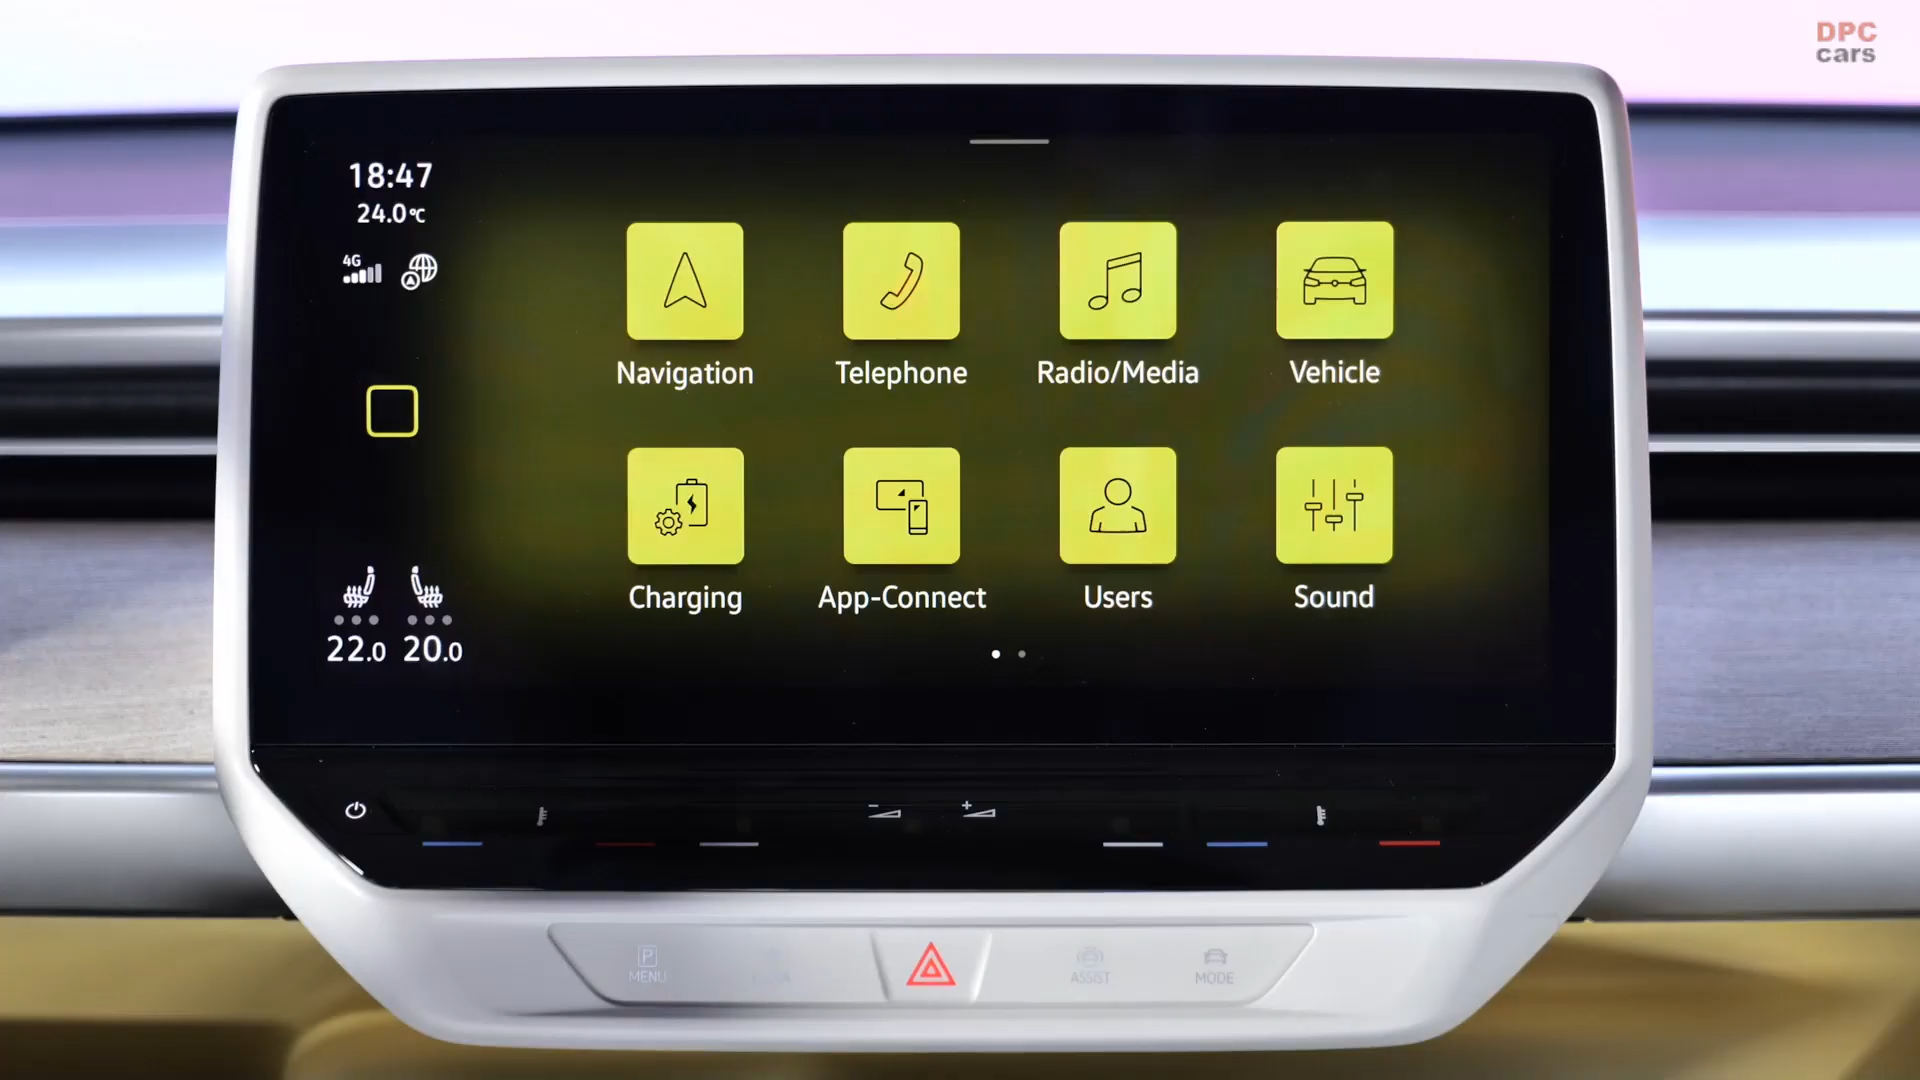 DPC
cars
18:47
24.0°C
4G
A
Navigation
Telephone
Radio/Media
Vehicle
Charging
App-Connect
Users
Sound
22.0 20.0
P
MENU
ASSIST
MODE